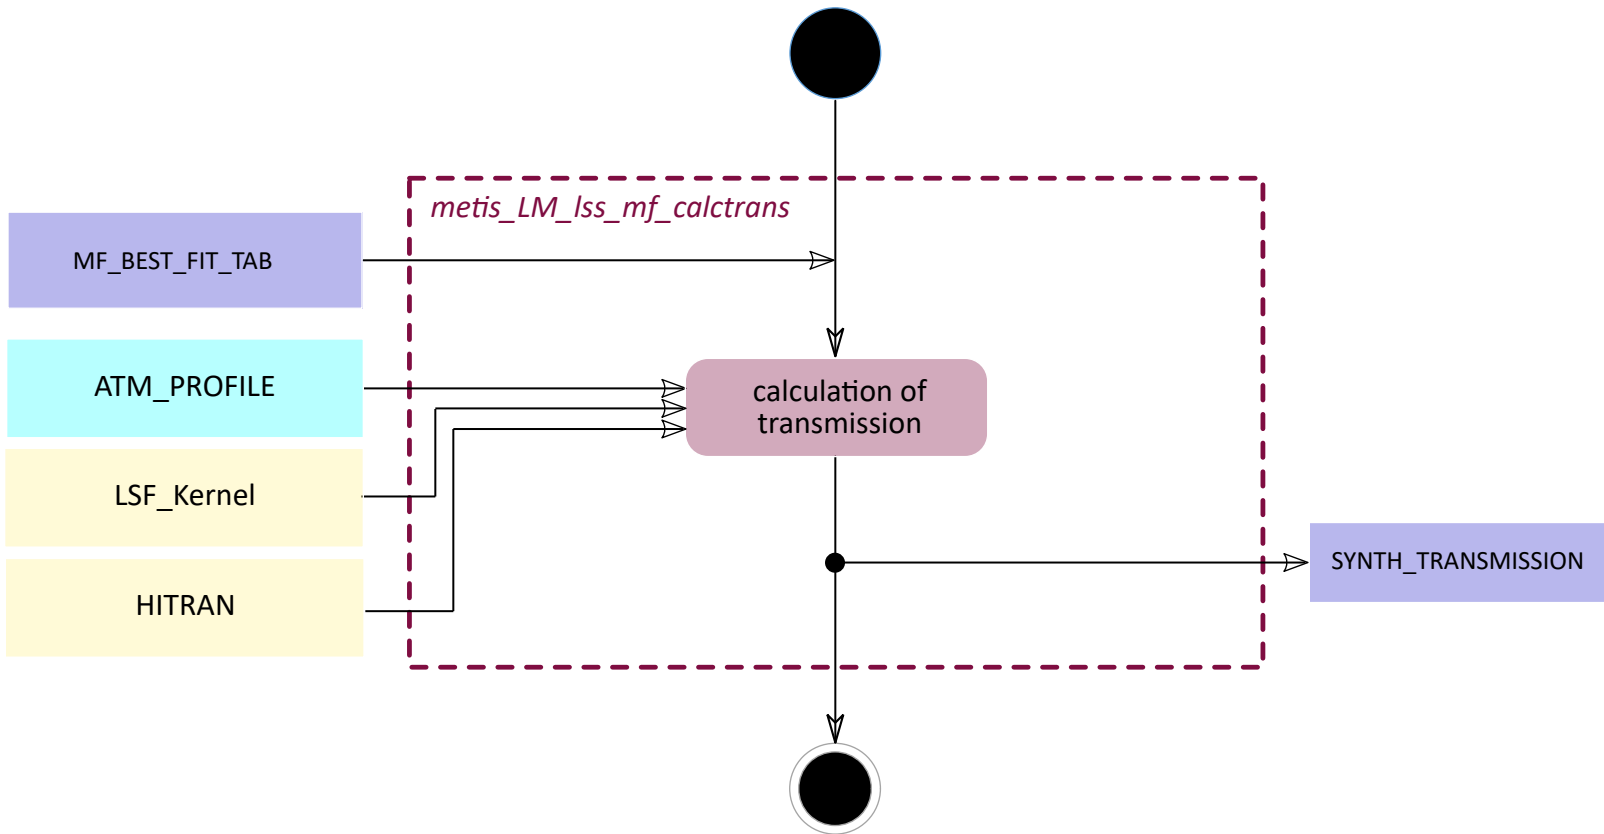 metis_LM_lss_mf_calctrans
MF_BEST_FIT_TAB
ATM_PROFILE
calculation of
transmission
LSF_Kernel
SYNTH_TRANSMISSION
HITRAN